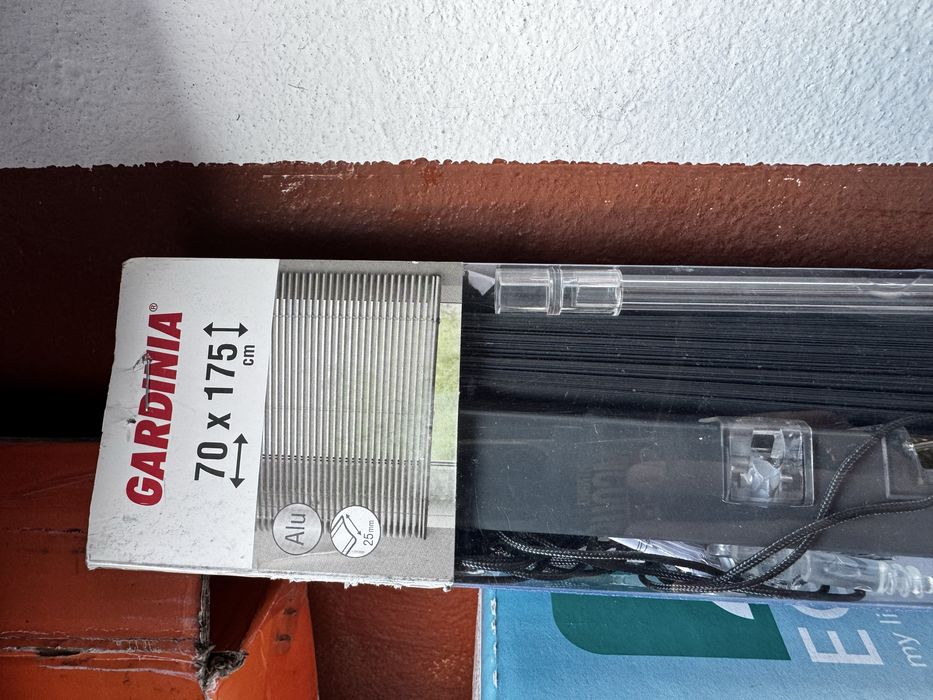 GARDINIA®
70 x 175
cm
Alu
25mm